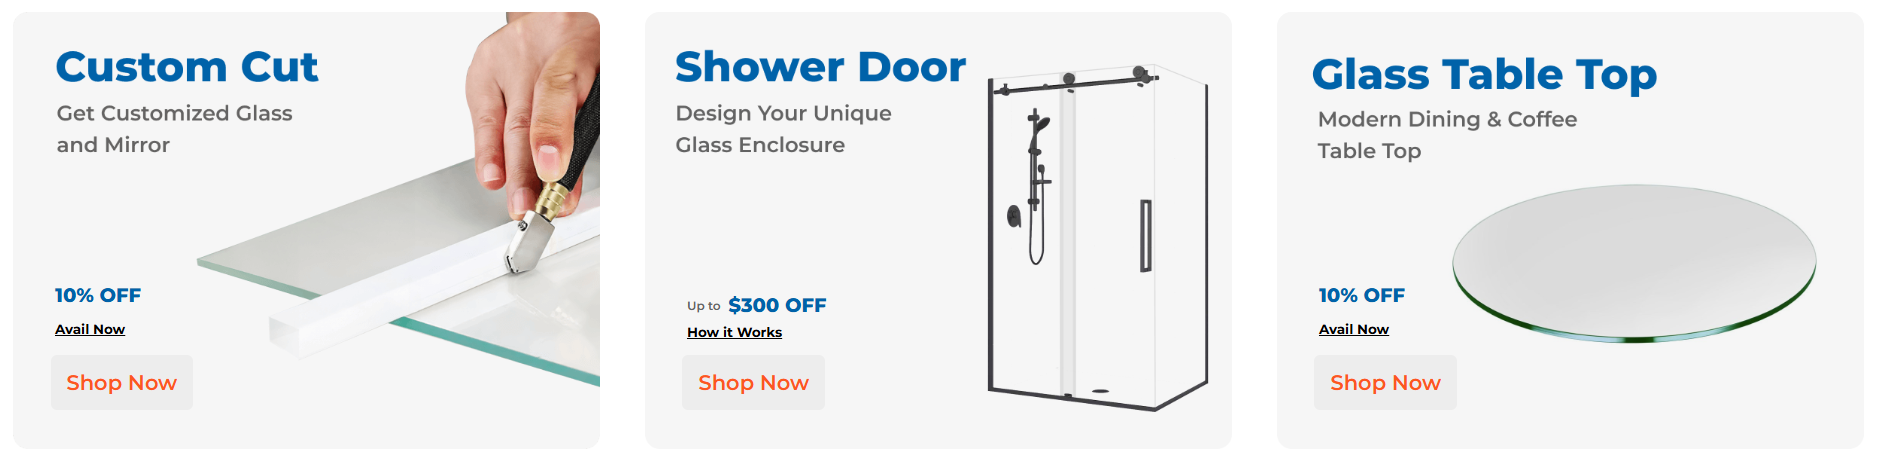 Custom Cut
Get Customized Glass
and Mirror
10% OFF
Avail Now
Shop Now
Shower Door
Design Your Unique
Glass Enclosure
Up to $300 OFF
How it Works
Shop Now
Glass Table Top
Modern Dining & Coffee
Table Top
10% OFF
Avail Now
Shop Now